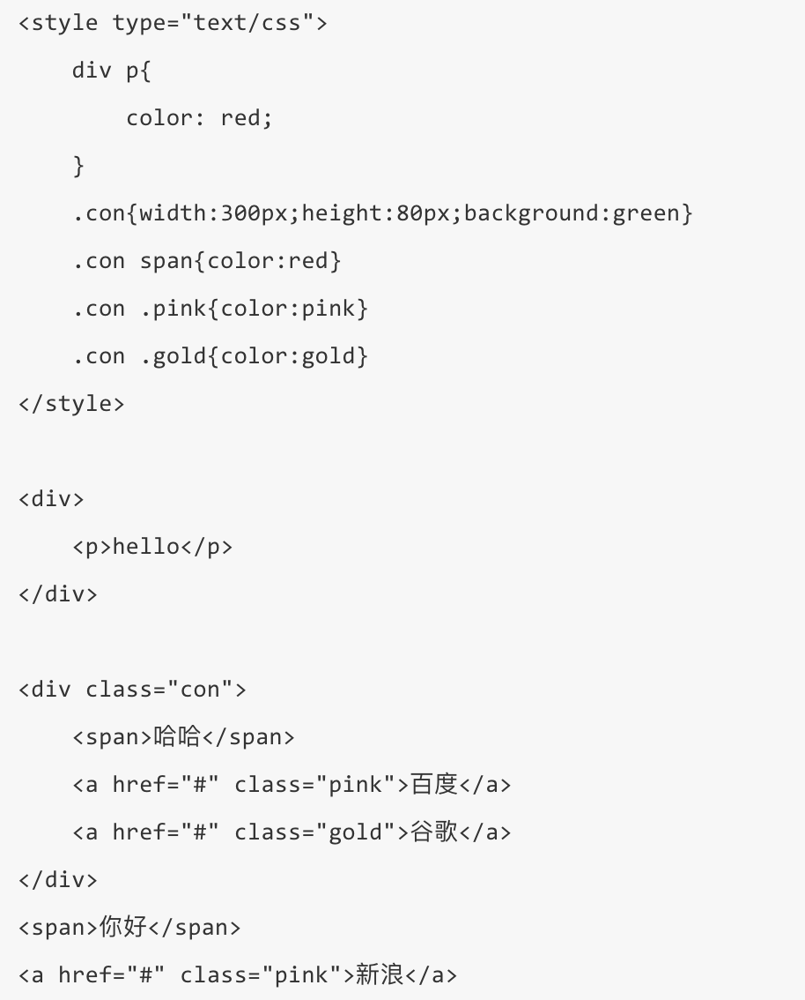 <style type="text/css">
    div p{
        color: red;
    }
    .con{width:300px;height:80px;background:green}
    .con span{color:red}
    .con .pink{color:pink}
    .con .gold{color:gold}
</style>

<div>
    <p>hello</p>
</div>

<div class="con">
    <span>哈哈</span>
    <a href="#" class="pink">百度</a>
    <a href="#" class="gold">谷歌</a>
</div>
<span>你好</span>
<a href="#" class="pink">新浪</a>